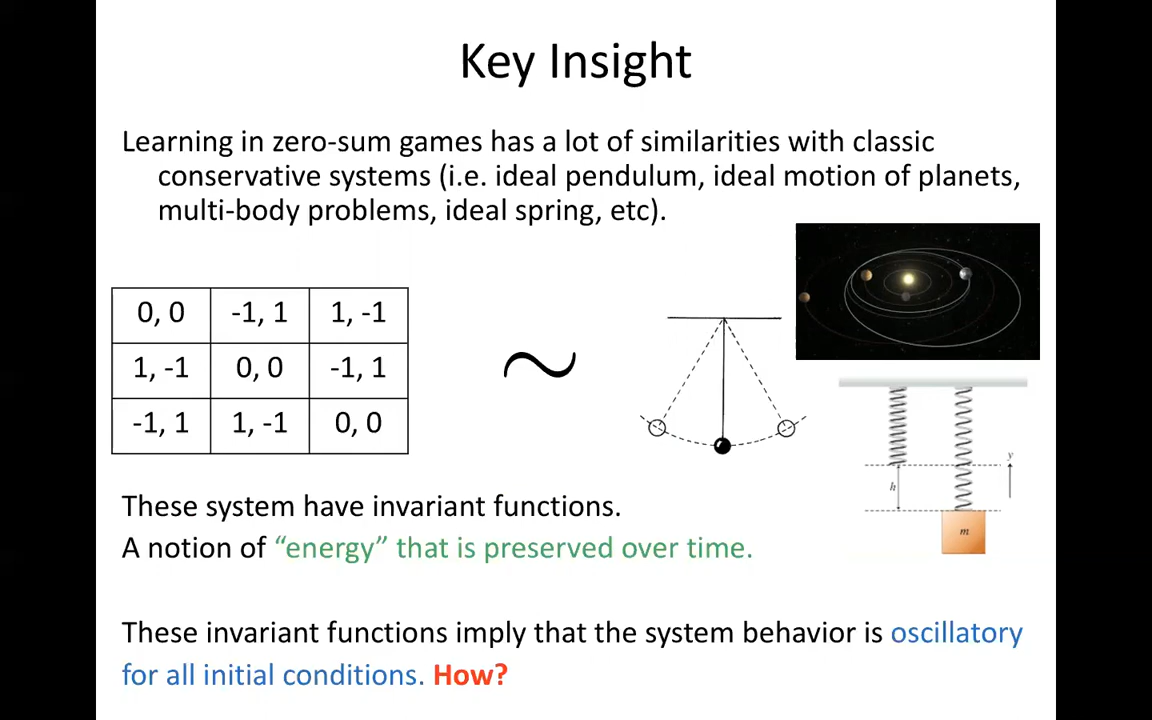 Key Insight
Learning in zero-sum games has a lot of similarities with classic
conservative systems (i.e. ideal pendulum, ideal motion of planets,
multi-body problems, ideal spring, etc).
0, 0 -1, 1 1, -1
1, -1 0, 0 -1, 1
-1, 1 1, -1 0, 0
~
y
h
m
These system have invariant functions.
A notion of “energy” that is preserved over time.
These invariant functions imply that the system behavior is oscillatory
for all initial conditions. How?